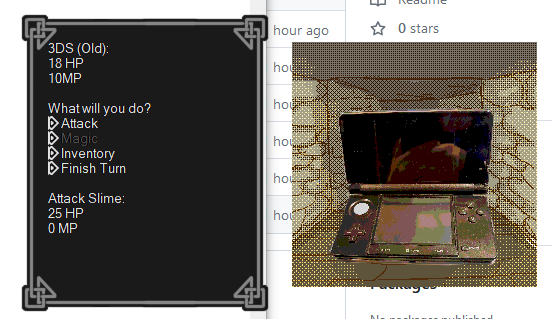 3DS (Old):
18 HP
10MP
What will you do?
Attack
Magic
Inventory
Finish Turn
Attack Slime:
25 HP
0 MP
hour ago
Readme
0 stars
hou
hou
hou
hou
hou
Packages
No packages published